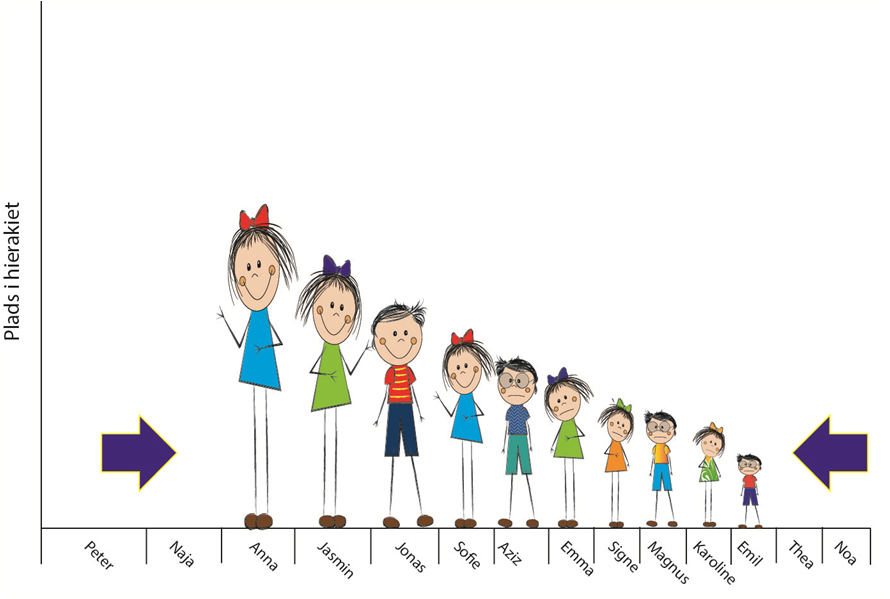 Plads i hierakiet
Peter
Naja
Anna
Jasmin
Jonas
Sofie
Aziz
Emma
Signe
Magnus
Karoline
Emil
Thea
Noa